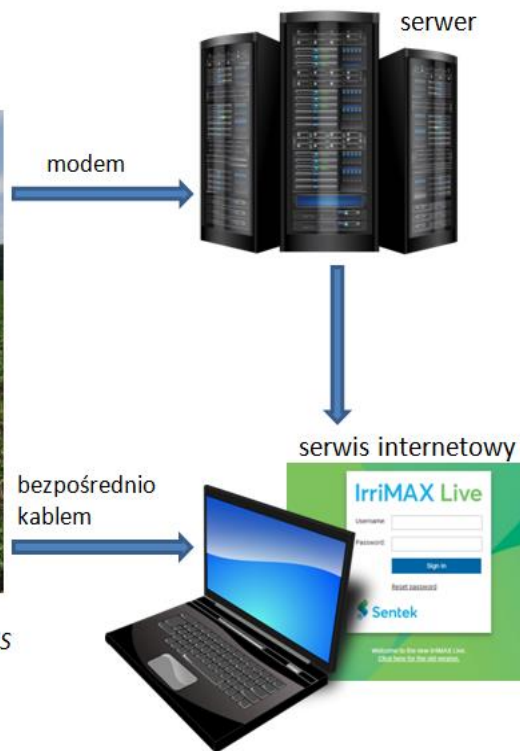 serwer
modem
serwis internetowy
bezpośrednio
kablem
IrriMAX Live
Username:
Password:
Sign in
Reset password
Sentek
Welcome to the new IrriMAX Live.
Click here for the old version.
S